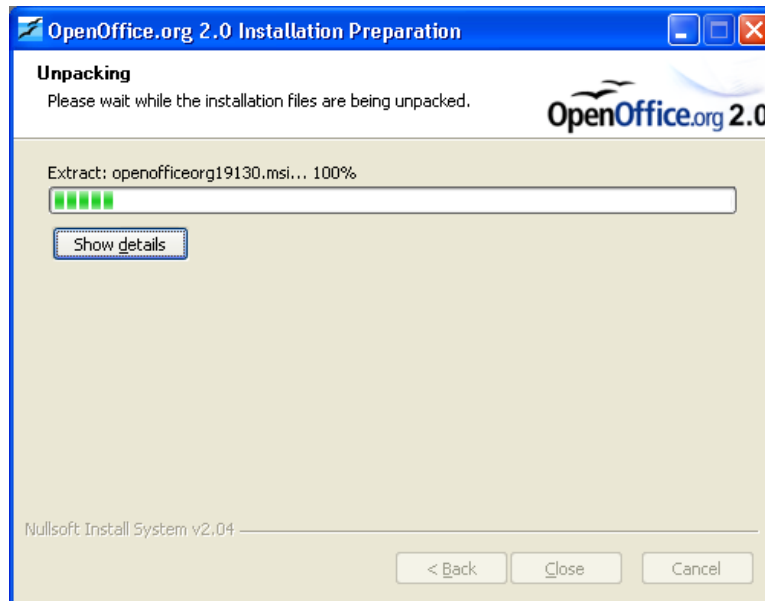 OpenOffice.org 2.0 Installation Preparation
Unpacking
Please wait while the installation files are being unpacked.
OpenOffice.org 2.0
Extract: openofficeorg19130.msi... 100%
Show details
Nullsoft Install System v2.04
< Back
Close
Cancel